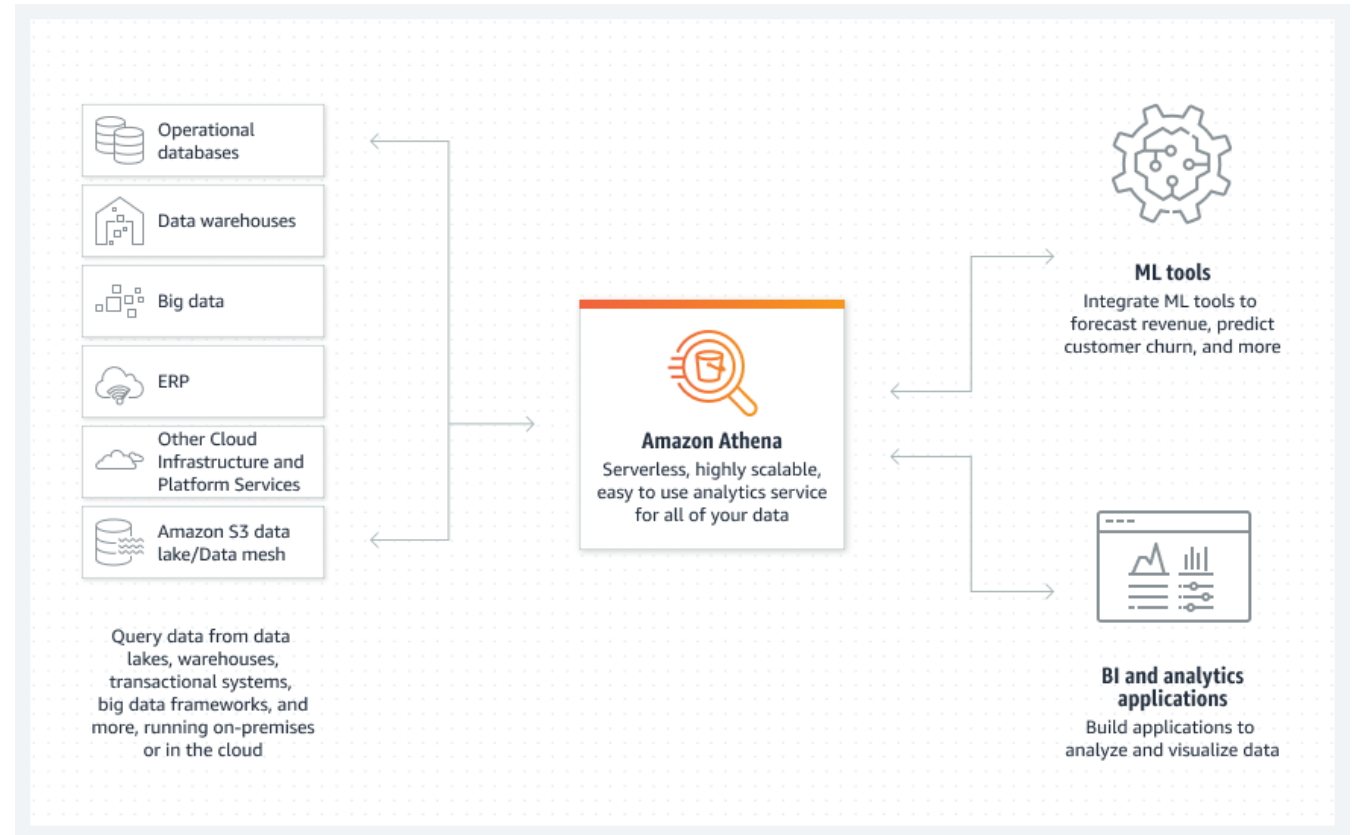 Operational
databases
Data warehouses
Big data
ERP
Other Cloud
Infrastructure and
Platform Services
Amazon S3 data
lake/Data mesh
Query data from data
lakes, warehouses,
transactional systems,
big data frameworks, and
more, running on-premises
or in the cloud
Amazon Athena
Serverless, highly scalable,
easy to use analytics service
for all of your data
ML tools
Integrate ML tools to
forecast revenue, predict
customer churn, and more
BI and analytics
applications
Build applications to
analyze and visualize data